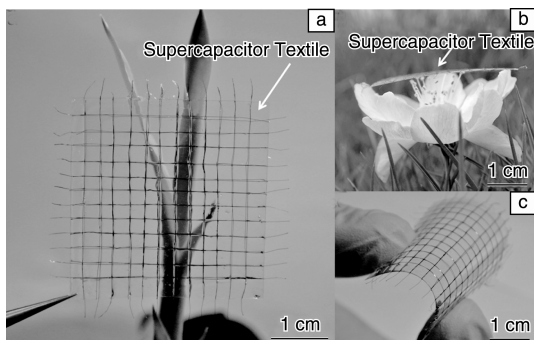 a
Supercapacitor Textile
1 cm
b
Supercapacitor Textile
1 cm
c
1 cm